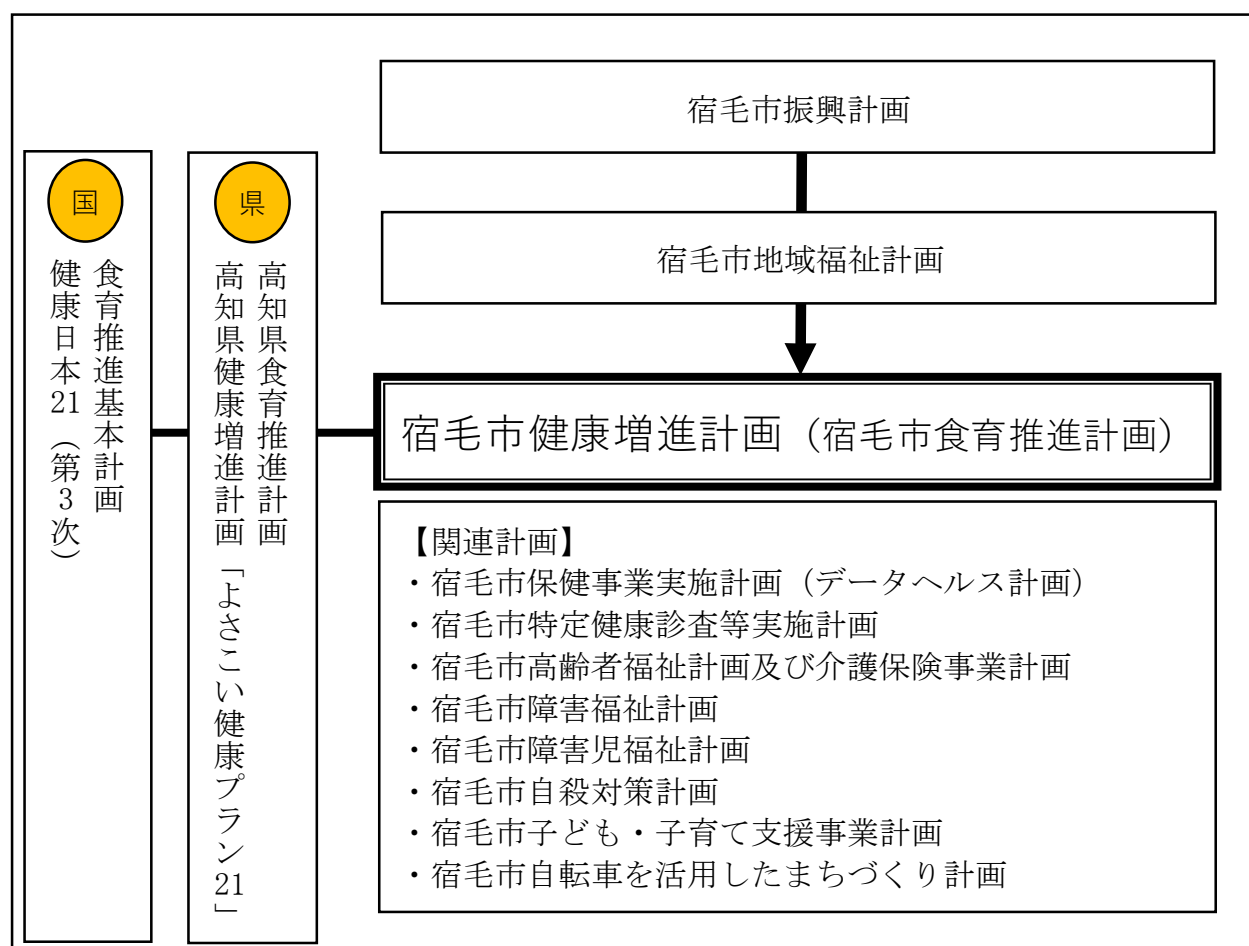 宿毛市振興計画
宿毛市地域福祉計画
宿毛市健康増進計画（宿毛市食育推進計画）
【関連計画】
・宿毛市保健事業実施計画（データヘルス計画）
・宿毛市特定健康診査等実施計画
・宿毛市高齢者福祉計画及び介護保険事業計画
・宿毛市障害福祉計画
・宿毛市障害児福祉計画
・宿毛市自殺対策計画
・宿毛市子ども・子育て支援事業計画
・宿毛市自転車を活用したまちづくり計画
県
高知県食育推進計画
高知県健康増進計画「よさこい健康プラン21」
国
食育推進基本計画
健康日本21（第3次）